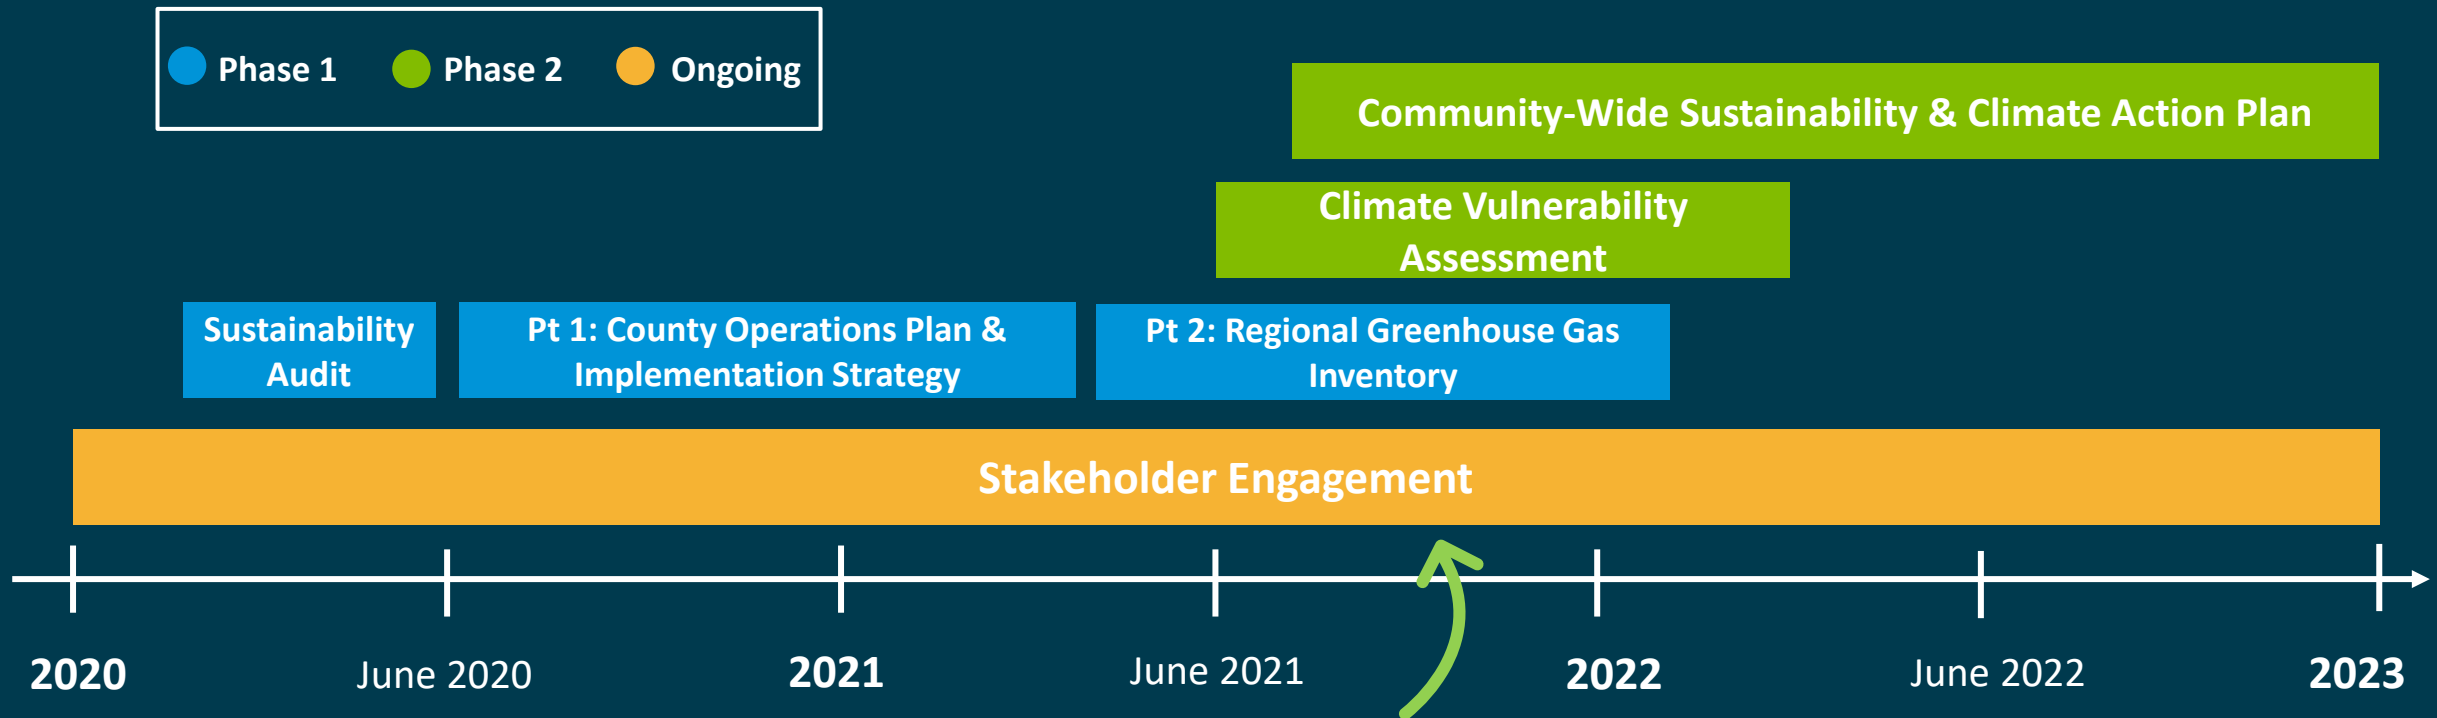 Phase 1
Phase 2
Ongoing
Community-Wide Sustainability & Climate Action Plan
Climate Vulnerability
Assessment
Sustainability
Audit
Pt 1: County Operations Plan &
Implementation Strategy
Pt 2: Regional Greenhouse Gas
Inventory
Stakeholder Engagement
2020
June 2020
2021
June 2021
2022
June 2022
2023